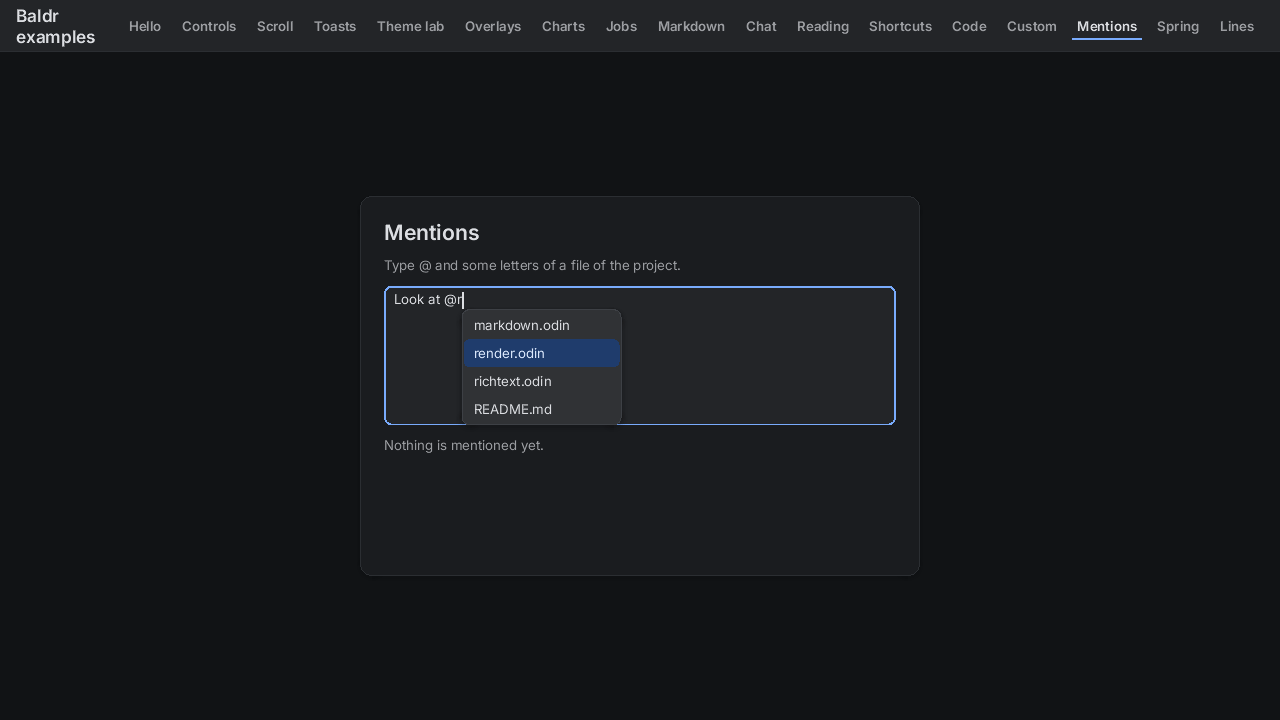 Baldr
examples
Hello Controls Scroll Toasts Theme lab Overlays Charts Jobs Markdown Chat Reading Shortcuts Code Custom Mentions Spring Lines
Mentions
Type @ and some letters of a file of the project.
Look at @r
markdown.odin
render.odin
richtext.odin
README.md
Nothing is mentioned yet.